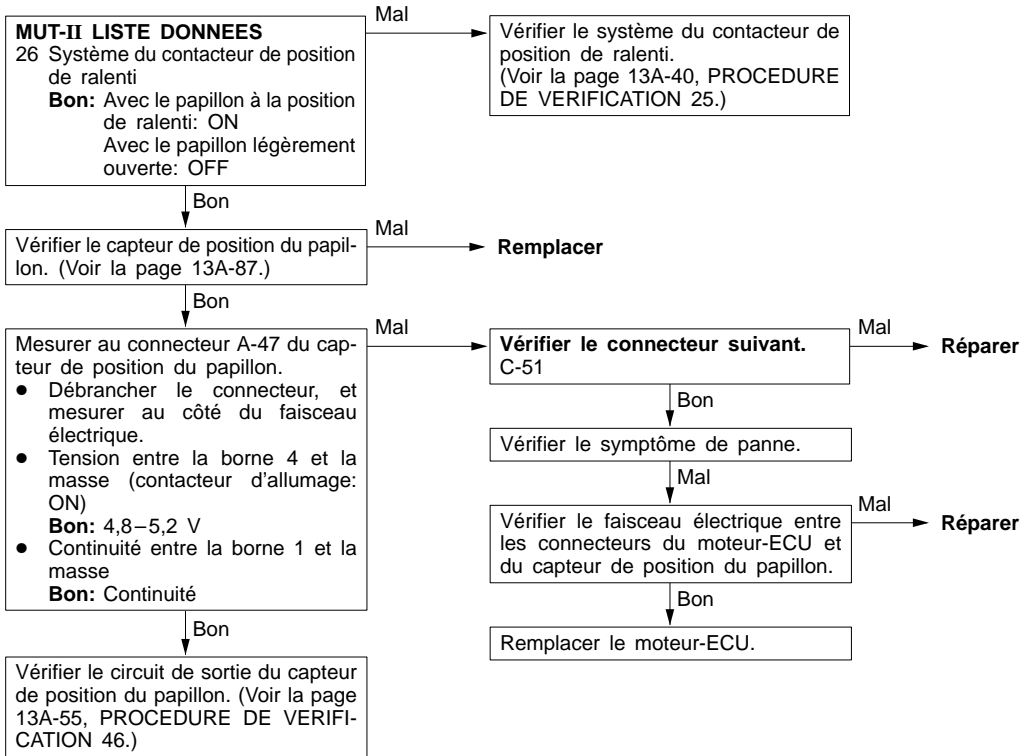 MUT-II LISTE DONNEES
26 Système du contacteur de position
de ralenti
Bon: Avec le papillon à la position
de ralenti: ON
Avec le papillon légèrement
ouverte: OFF
Mal
Vérifier le système du contacteur de
position de ralenti.
(Voir la page 13A-40, PROCEDURE
DE VERIFICATION 25.)
Bon
Vérifier le capteur de position du papil-
lon. (Voir la page 13A-87.)
Mal
Remplacer
Bon
Mesurer au connecteur A-47 du cap-
teur de position du papillon.
● Débrancher le connecteur, et
mesurer au côté du faisceau
électrique.
● Tension entre la borne 4 et la
masse (contacteur d'allumage:
ON)
Bon: 4,8–5,2 V
● Continuité entre la borne 1 et la
masse
Bon: Continuité
Mal
Vérifier le connecteur suivant.
C-51
Mal
Réparer
Bon
Vérifier le symptôme de panne.
Mal
Vérifier le faisceau électrique entre
les connecteurs du moteur-ECU et
du capteur de position du papillon.
Mal
Réparer
Bon
Remplacer le moteur-ECU.
Bon
Vérifier le circuit de sortie du capteur
de position du papillon. (Voir la page
13A-55, PROCEDURE DE VERIFI-
CATION 46.)